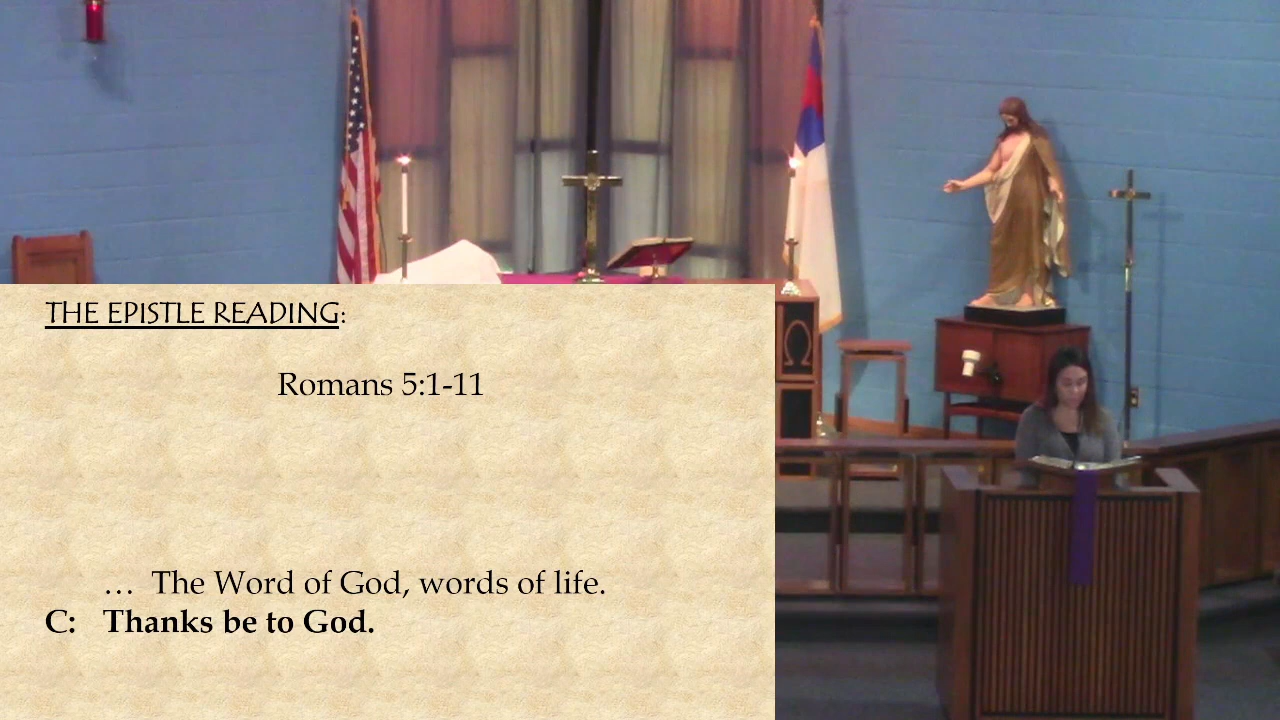 THE EPISTLE READING:
Romans 5:1-11
… The Word of God, words of life.
C: Thanks be to God.